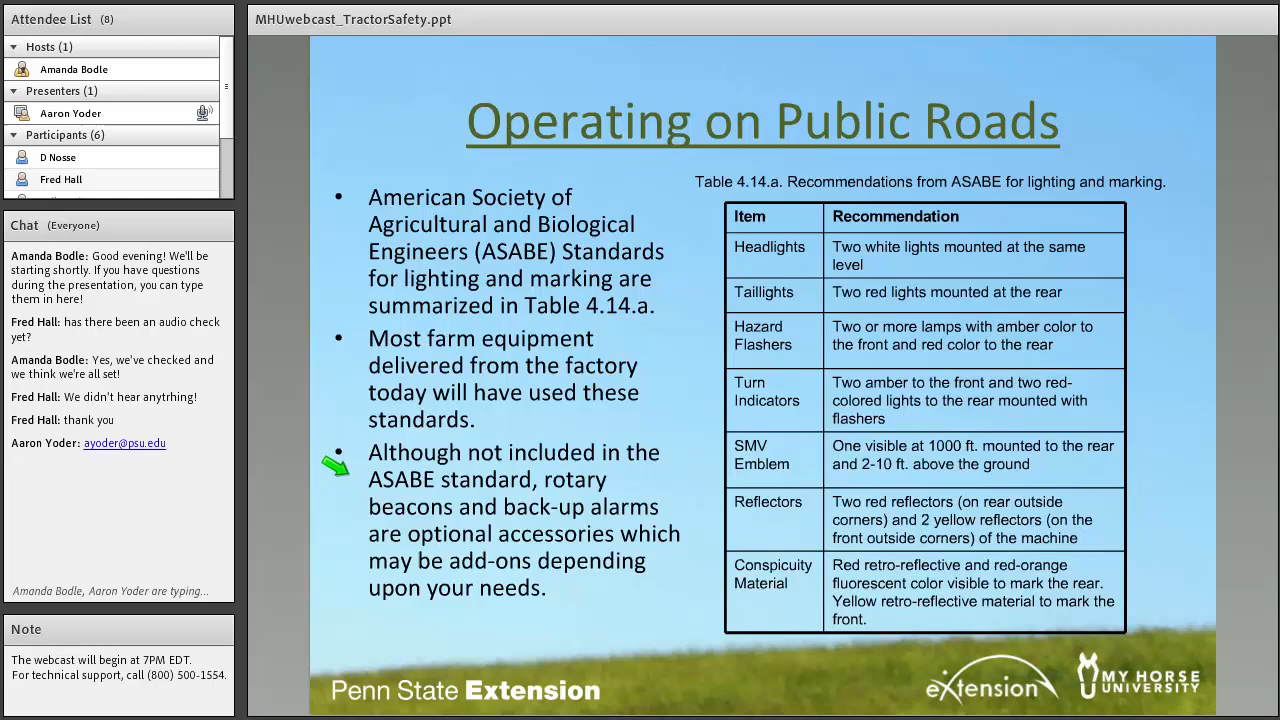 Attendee List (8)
Hosts (1)
Amanda Bodle
Presenters (1)
Aaron Yoder
Participants (6)
D Nosse
Fred Hall
Chat (Everyone)
Amanda Bodle: Good evening! We'll be
starting shortly. If you have questions
during the presentation, you can type
them in here!
Fred Hall: has there been an audio check
yet?
Amanda Bodle: Yes, we've checked and
we think we're all set!
Fred Hall: We didn't hear anytrhing!
Fred Hall: thank you
Aaron Yoder: ayoder@psu.edu
Amanda Bodle, Aaron Yoder are typing...
Note
The webcast will begin at 7PM EDT.
For technical support, call (800) 500-1554.
MHUwebcast_TractorSafety.ppt
Operating on Public Roads
• American Society of
Agricultural and Biological
Engineers (ASABE) Standards
for lighting and marking are
summarized in Table 4.14.a.
• Most farm equipment
delivered from the factory
today will have used these
standards.
• Although not included in the
ASABE standard, rotary
beacons and back-up alarms
are optional accessories which
may be add-ons depending
upon your needs.
Table 4.14.a. Recommendations from ASABE for lighting and marking.
Item Recommendation
Headlights Two white lights mounted at the same
level
Taillights Two red lights mounted at the rear
Hazard Two or more lamps with amber color to
Flashers the front and red color to the rear
Turn Two amber to the front and two red-
Indicators colored lights to the rear mounted with
flashers
SMV One visible at 1000 ft. mounted to the rear
Emblem and 2-10 ft. above the ground
Reflectors Two red reflectors (on rear outside
corners) and 2 yellow reflectors (on the
front outside corners) of the machine
Conspicuity Red retro-reflective and red-orange
Material fluorescent color visible to mark the rear.
Yellow retro-reflective material to mark the
front.
Penn State Extension
eXtension
MY HORSE
UNIVERSITY